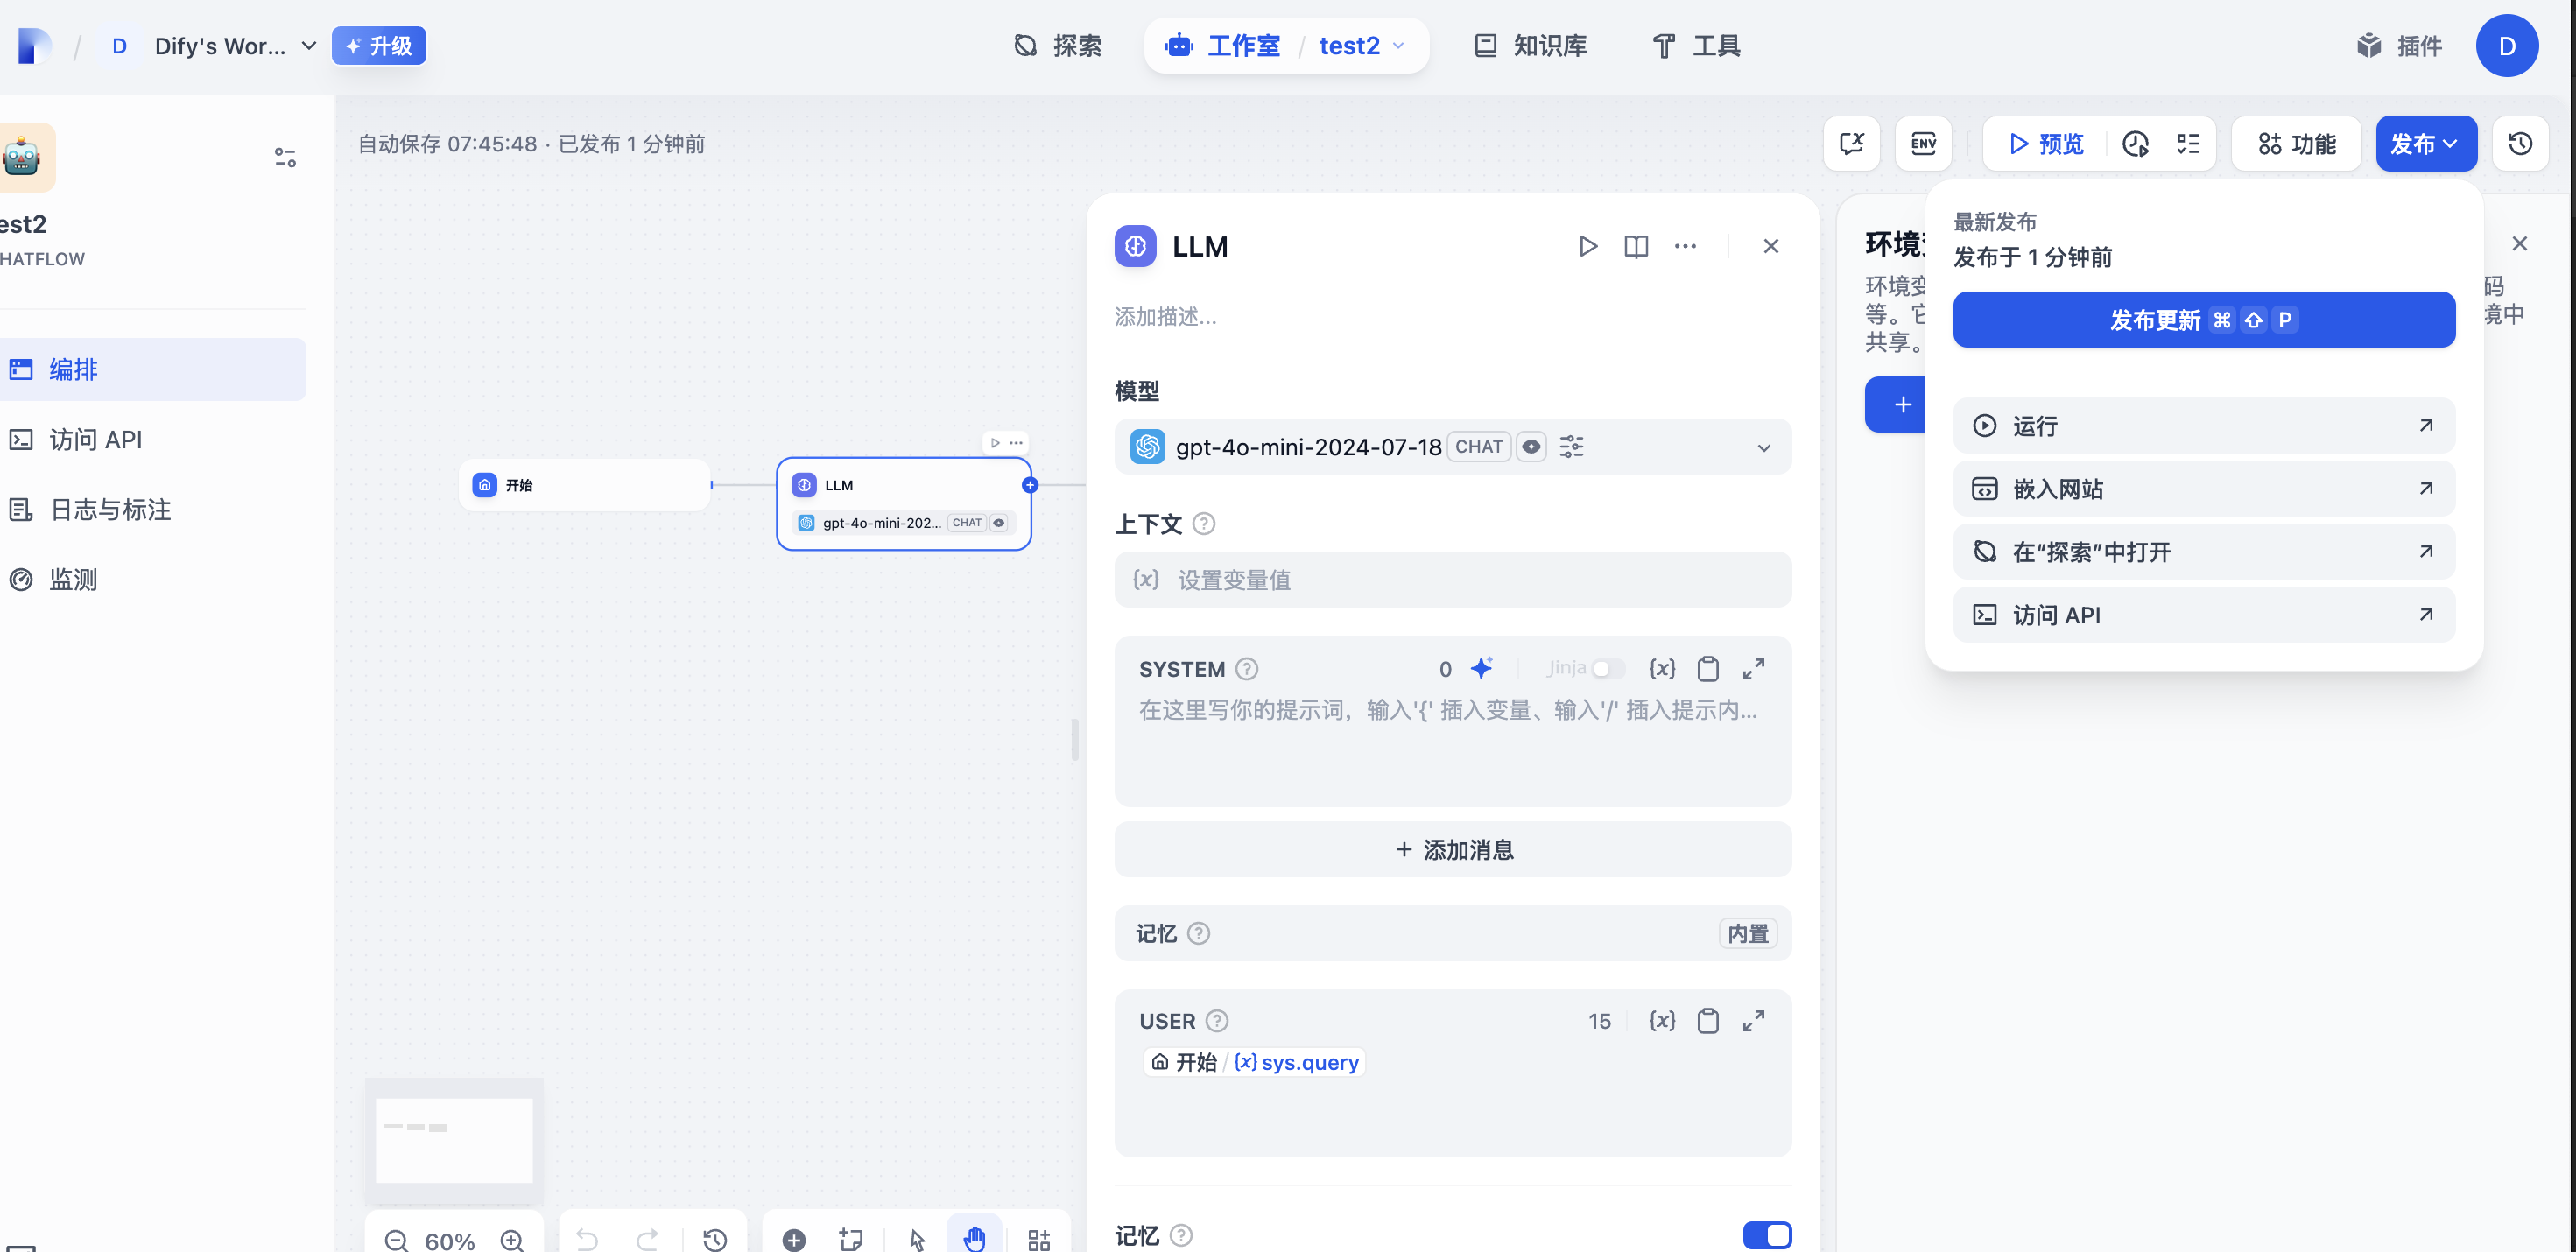 / D Dify's Wor... 升级
探索
工作室 / test2
知识库
工具
插件
D
est2
HATFLOW
编排
访问 API
日志与标注
监测
自动保存 07:45:48 · 已发布 1 分钟前
ENV
预览
功能
发布
开始
LLM
gpt-4o-mini-202... CHAT
60%
LLM
添加描述...
模型
gpt-4o-mini-2024-07-18 CHAT
上下文
{x} 设置变量值
SYSTEM 0 Jinja {x}
在这里写你的提示词，输入'{' 插入变量、输入'/' 插入提示内...
+ 添加消息
记忆 内置
USER 15 {x}
开始 / {x} sys.query
记忆
环境
环境变 码
等。它 境中
共享。
+
最新发布
发布于 1 分钟前
发布更新 ⌘ ⇧ P
运行
嵌入网站
在“探索”中打开
访问 API